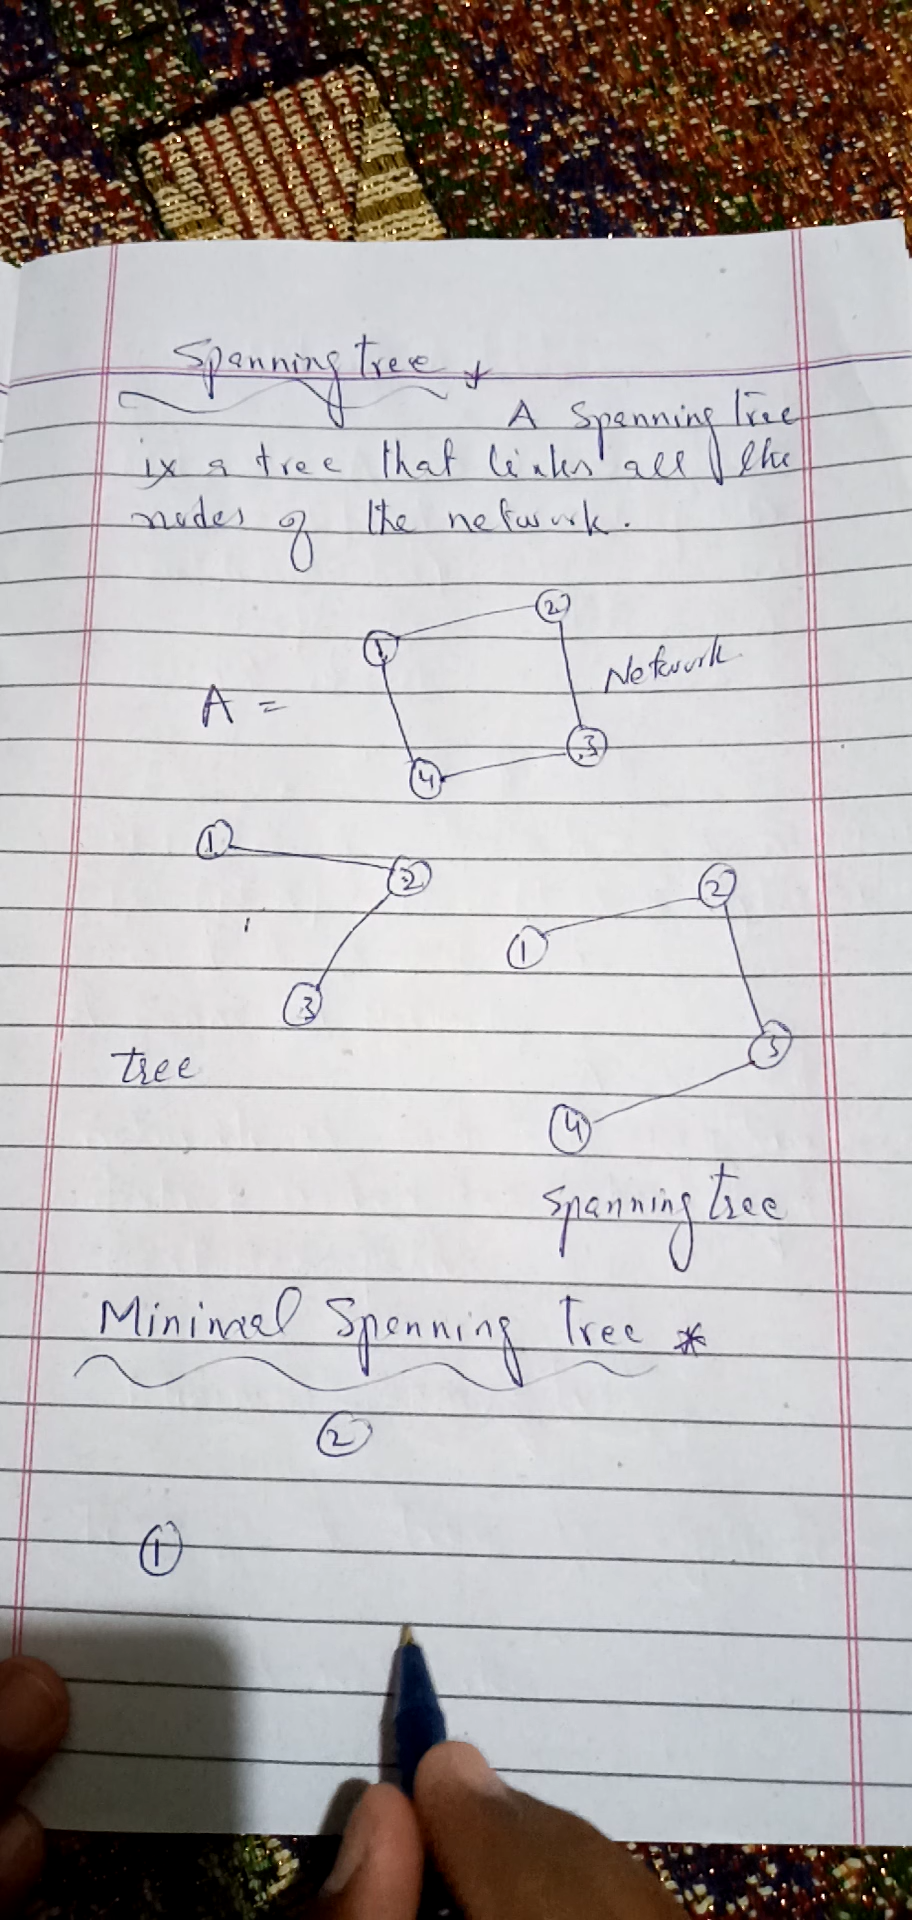 Spanning tree *
A Spanning tree
is a tree that links all the
nodes of the network.
2
1
Network
A =
3
4
1
2
2
1
3
3
tree
4
Spanning tree
Minimal Spanning Tree *
2
1